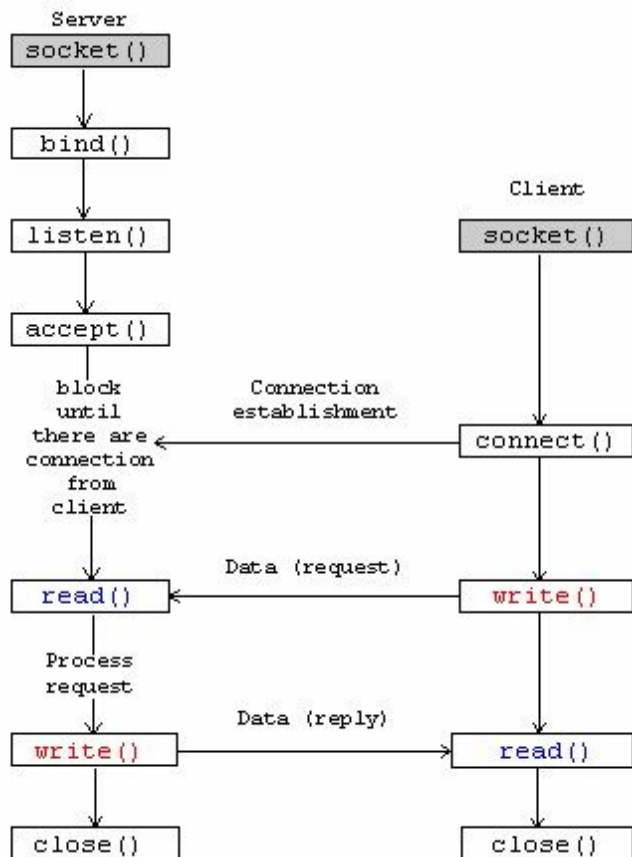 Server
socket()
bind()
listen()
accept()
block
until
there are
connection
from
client
read()
Process
request
write()
close()
Connection
establishment
Data (request)
Data (reply)
Client
socket()
connect()
write()
read()
close()